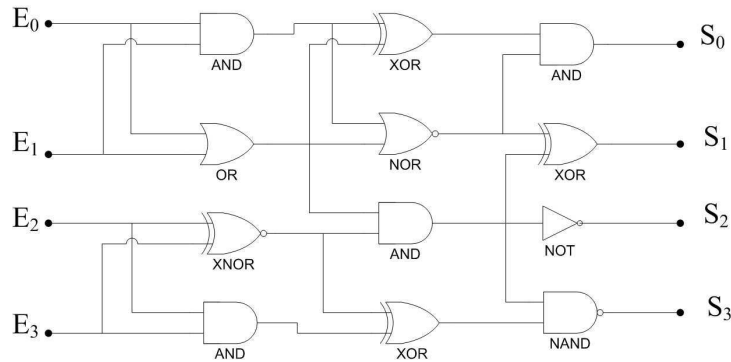 E0
AND
XOR
AND
S0
E1
OR
NOR
XOR
S1
E2
XNOR
AND
NOT
S2
E3
AND
XOR
NAND
S3